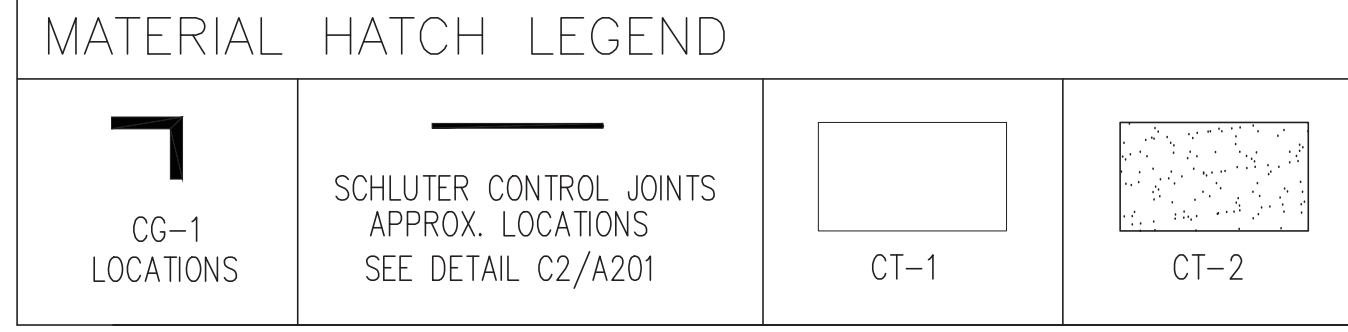 MATERIAL HATCH LEGEND
CG-1
LOCATIONS
SCHLUTER CONTROL JOINTS
APPROX. LOCATIONS
SEE DETAIL C2/A201
CT-1
CT-2